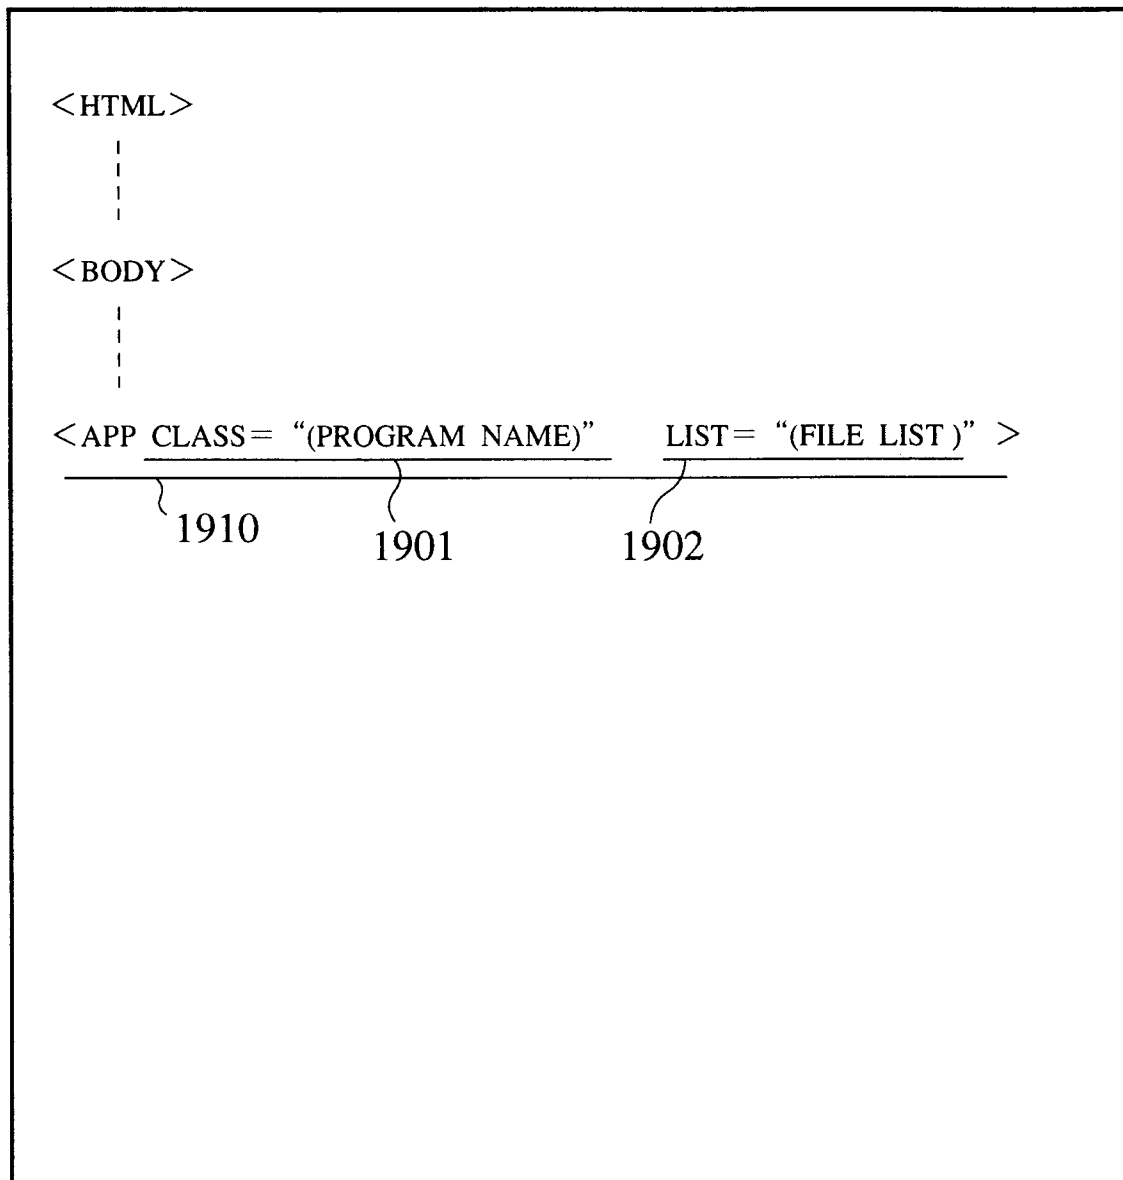 <HTML>
<BODY>
<APP CLASS= “(PROGRAM NAME)” LIST= “(FILE LIST )” >
1910 1901 1902